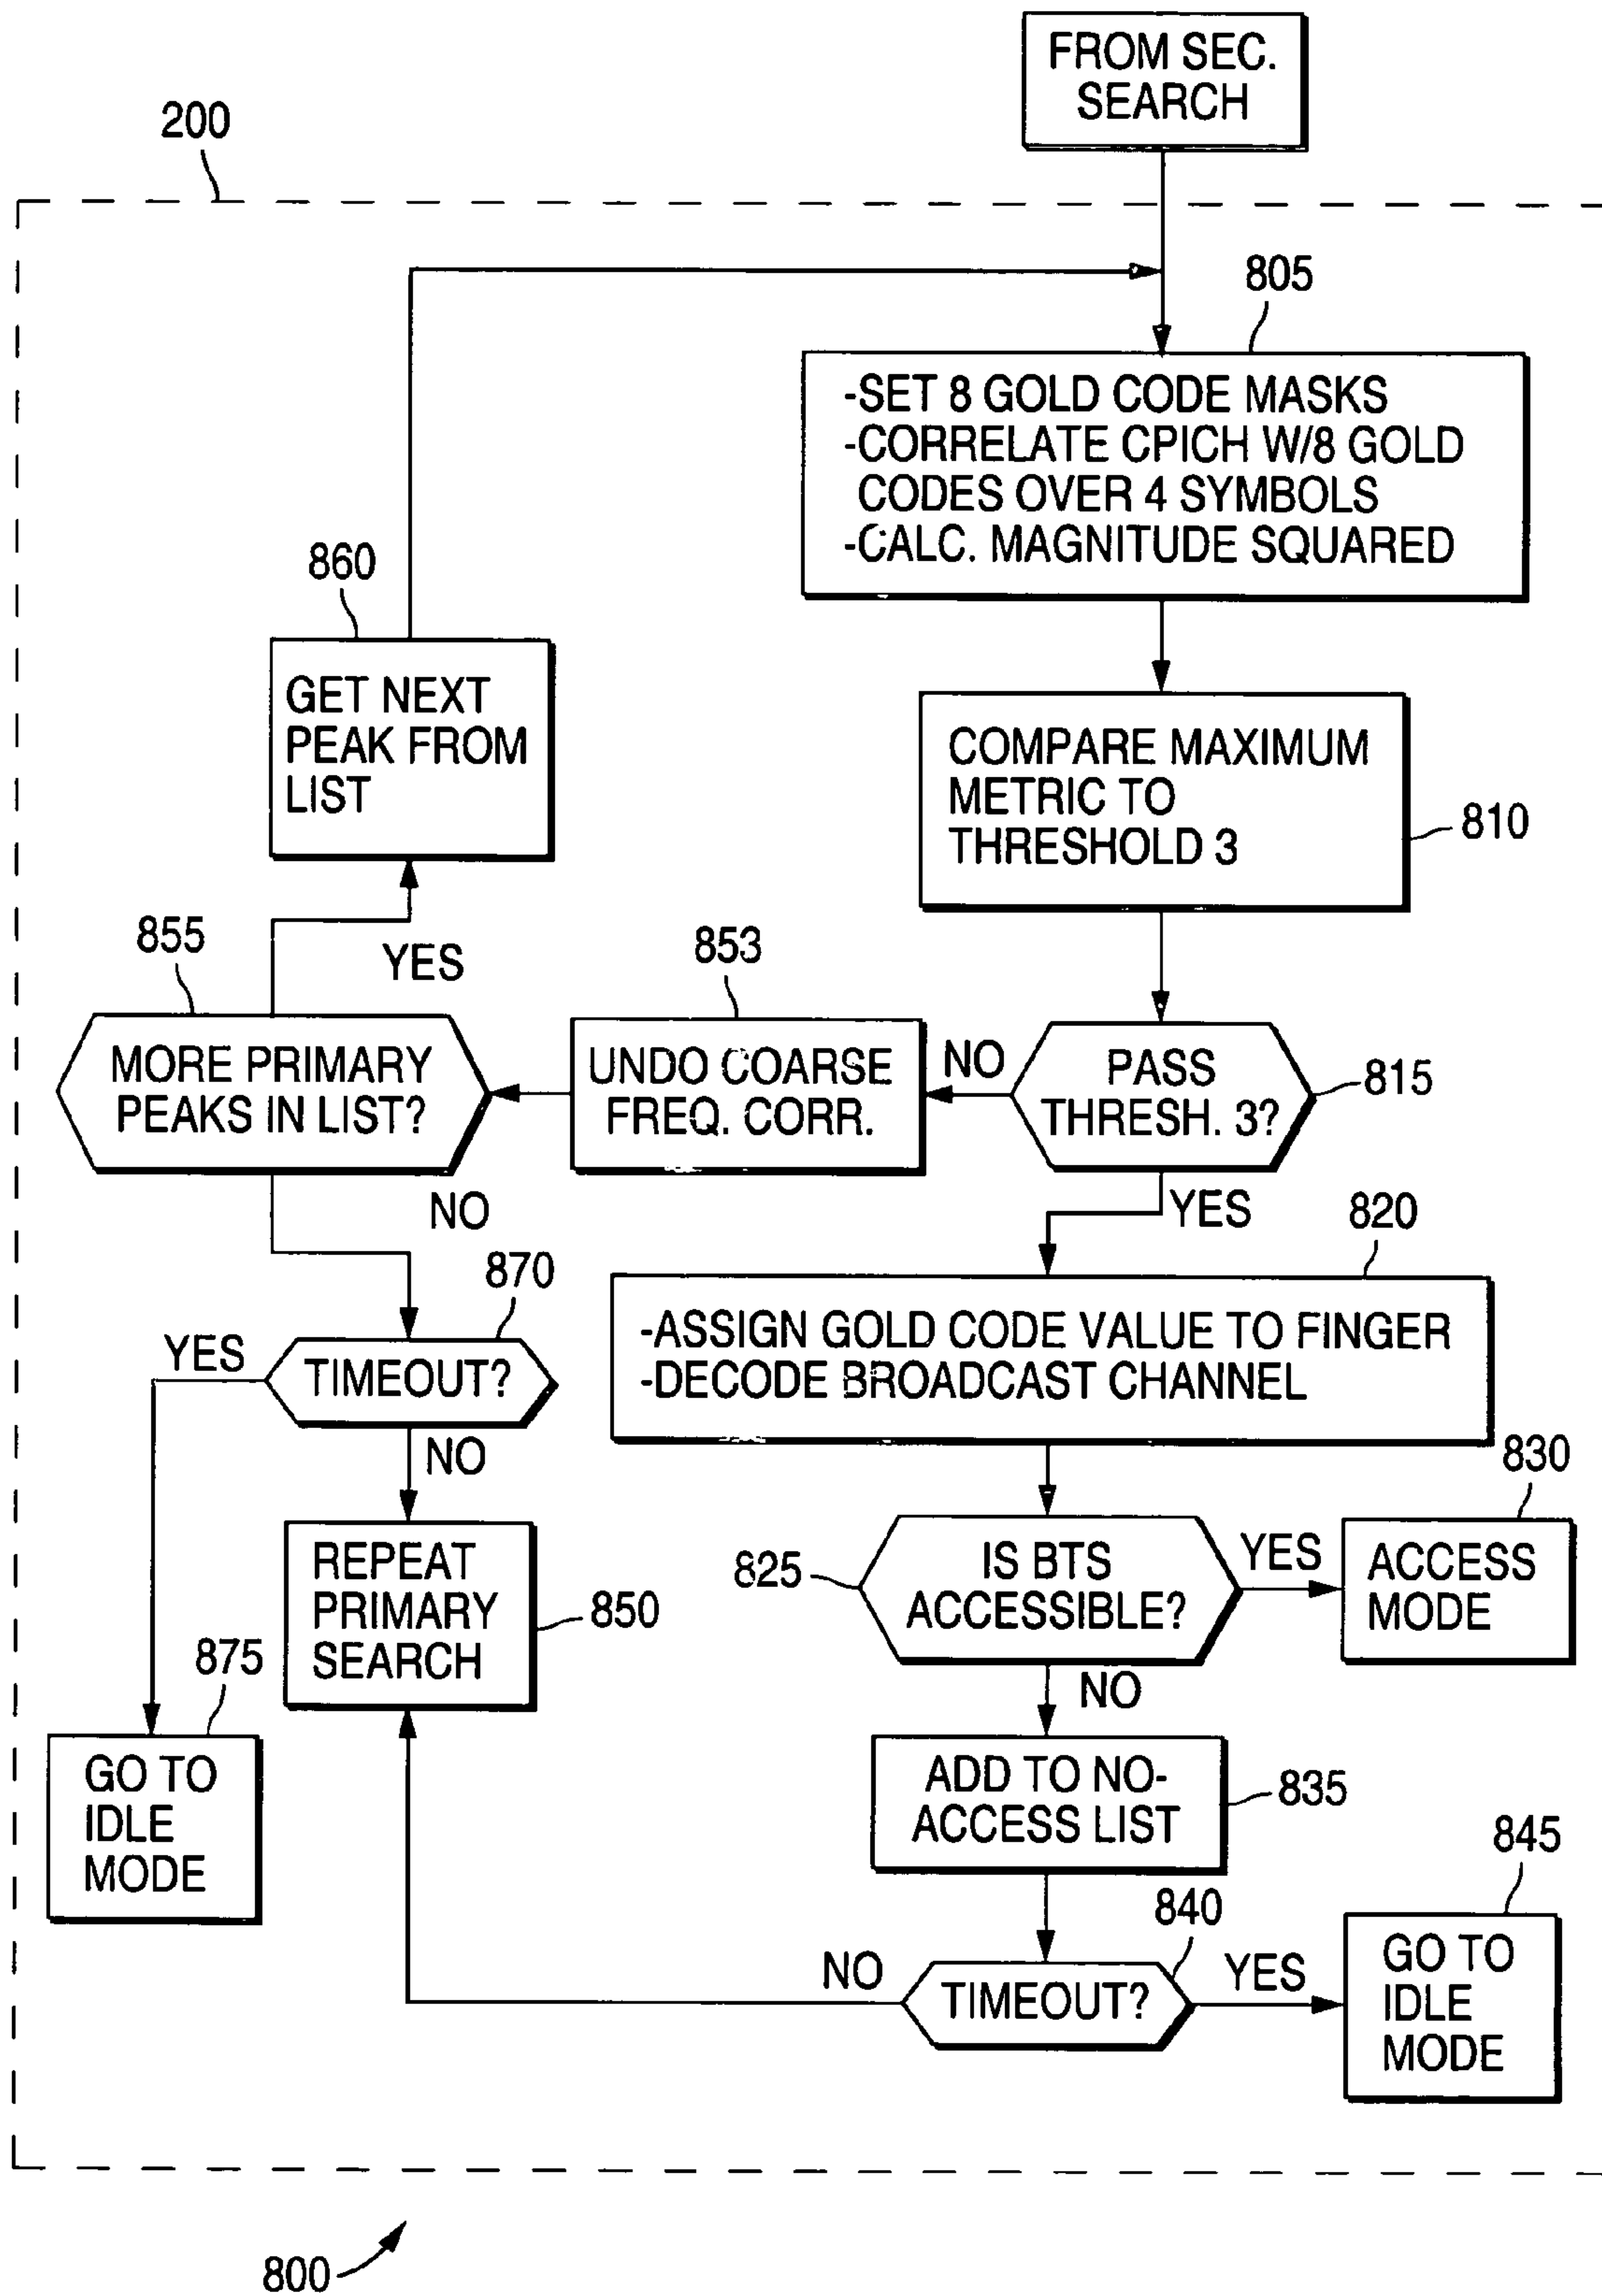 FROM SEC.
SEARCH
200
805
-SET 8 GOLD CODE MASKS
-CORRELATE CPICH W/8 GOLD
CODES OVER 4 SYMBOLS
-CALC. MAGNITUDE SQUARED
860
GET NEXT
PEAK FROM
LIST
COMPARE MAXIMUM
METRIC TO
THRESHOLD 3
810
855
YES
853
MORE PRIMARY
PEAKS IN LIST?
UNDO COARSE
FREQ. CORR.
NO
PASS
THRESH. 3?
815
NO
YES
820
870
YES
TIMEOUT?
-ASSIGN GOLD CODE VALUE TO FINGER
-DECODE BROADCAST CHANNEL
NO
830
REPEAT
PRIMARY
SEARCH
850
825
IS BTS
ACCESSIBLE?
YES
ACCESS
MODE
875
NO
GO TO
IDLE
MODE
ADD TO NO-
ACCESS LIST
835
845
840
NO
TIMEOUT?
YES
GO TO
IDLE
MODE
800